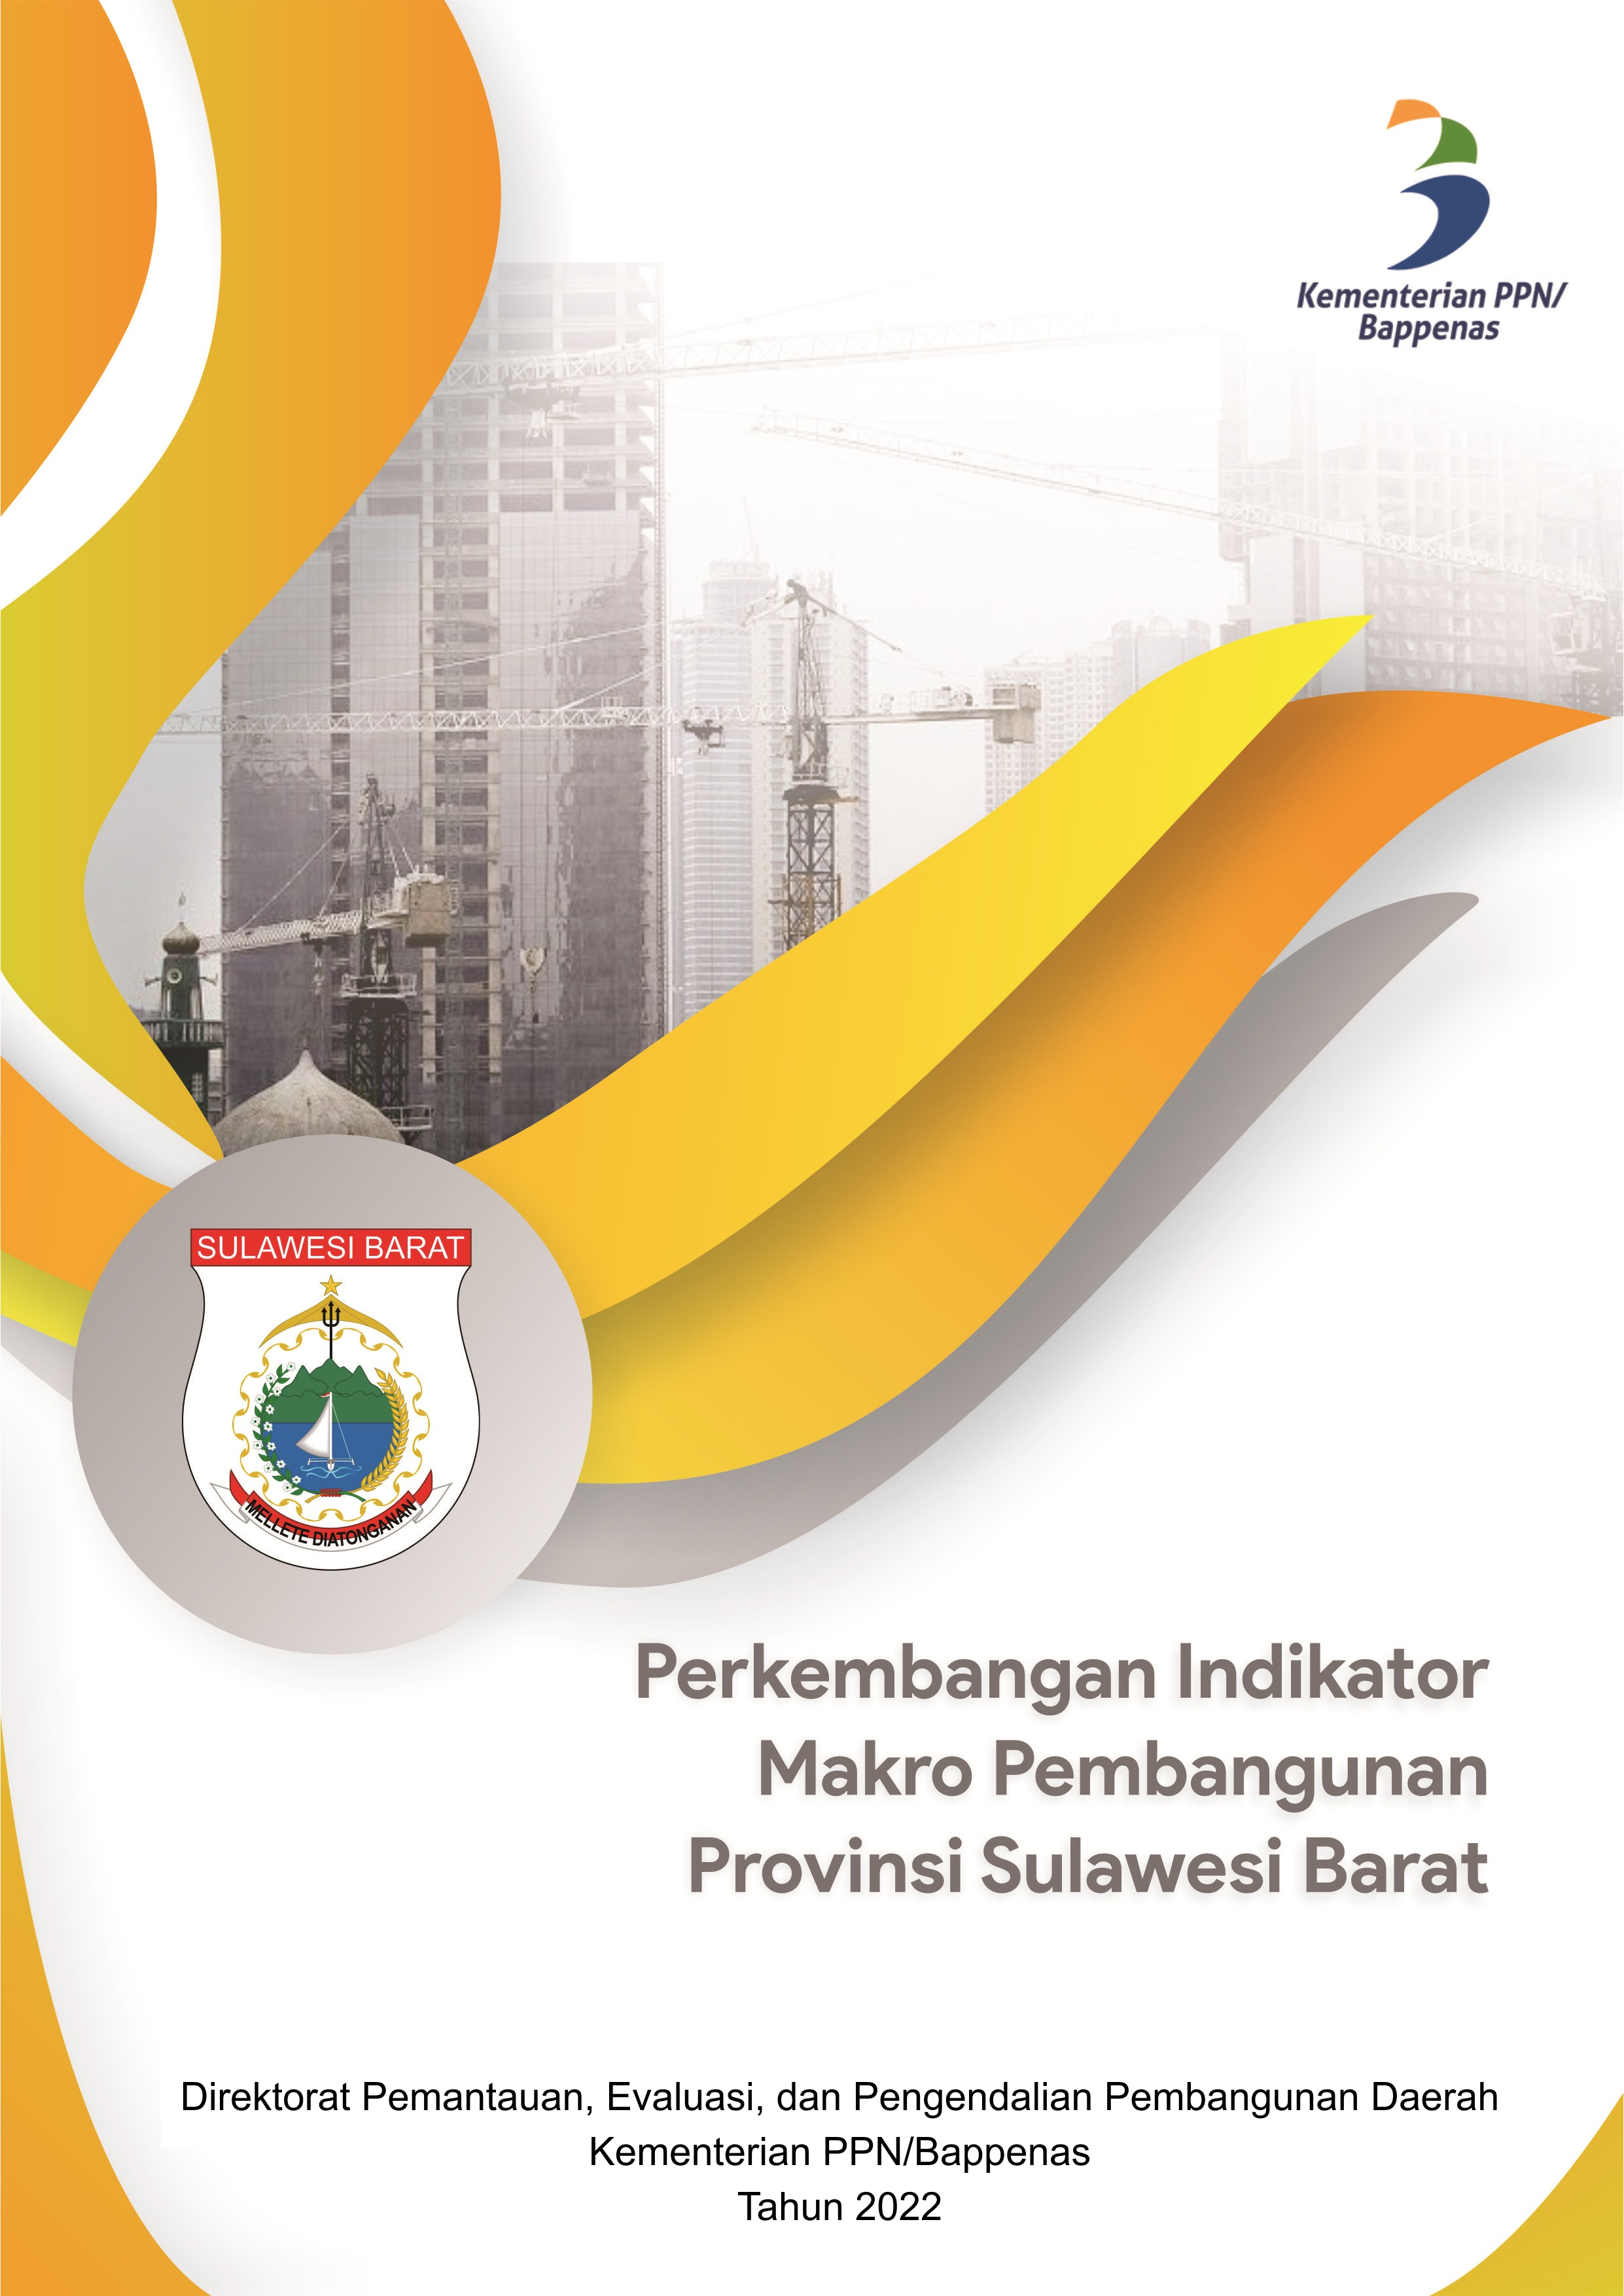 Kementerian PPN/
Bappenas
SULAWESI BARAT
MELLETE DIATONGANAN
Perkembangan Indikator
Makro Pembangunan
Provinsi Sulawesi Barat
Direktorat Pemantauan, Evaluasi, dan Pengendalian Pembangunan Daerah
Kementerian PPN/Bappenas
Tahun 2022